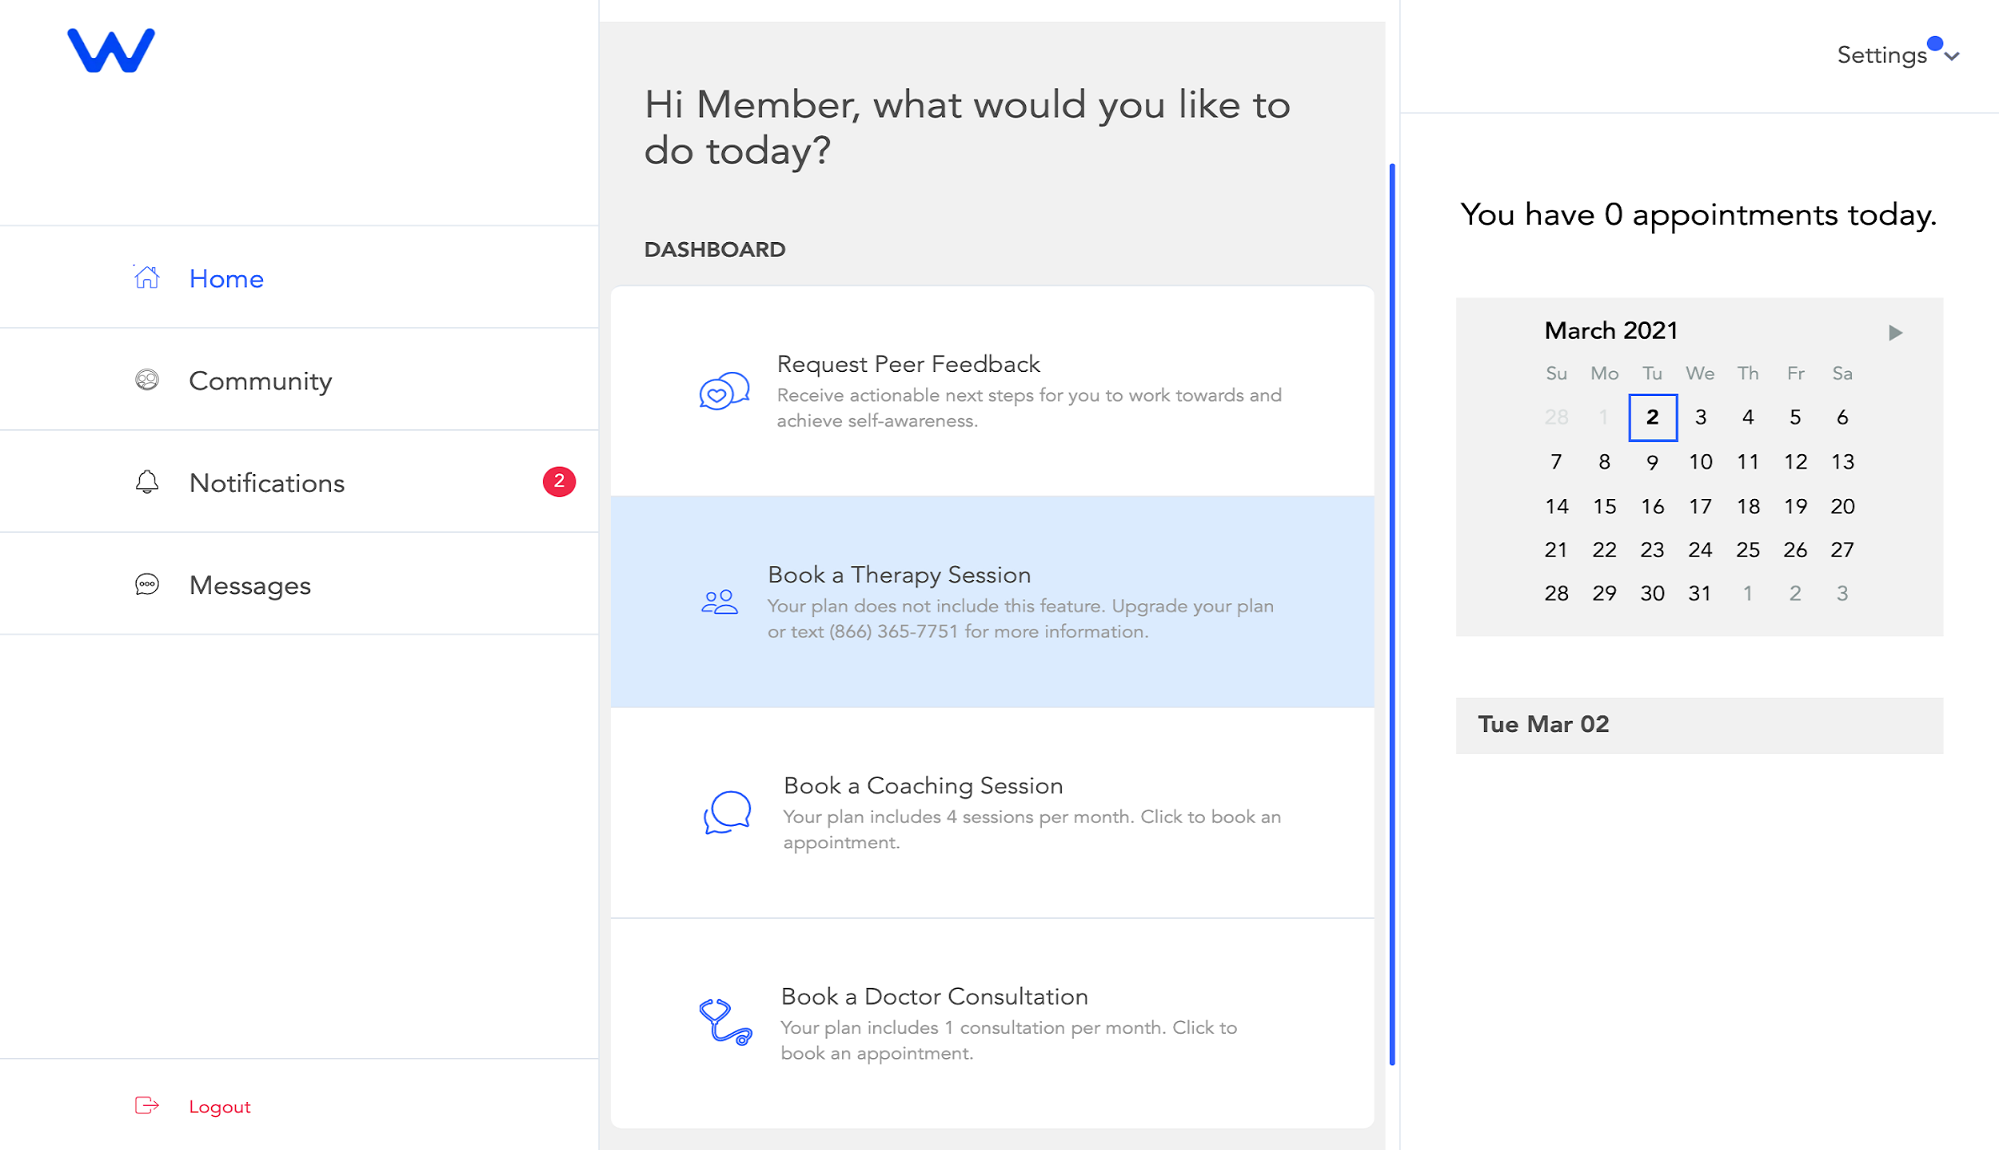 Home
Community
Notifications
2
Messages
Logout
Hi Member, what would you like to
do today?
DASHBOARD
Request Peer Feedback
Receive actionable next steps for you to work towards and
achieve self-awareness.
Book a Therapy Session
Your plan does not include this feature. Upgrade your plan
or text (866) 365-7751 for more information.
Book a Coaching Session
Your plan includes 4 sessions per month. Click to book an
appointment.
Book a Doctor Consultation
Your plan includes 1 consultation per month. Click to
book an appointment.
Settings
You have 0 appointments today.
March 2021
Su Mo Tu We Th Fr Sa
28 1 2 3 4 5 6
7 8 9 10 11 12 13
14 15 16 17 18 19 20
21 22 23 24 25 26 27
28 29 30 31 1 2 3
Tue Mar 02